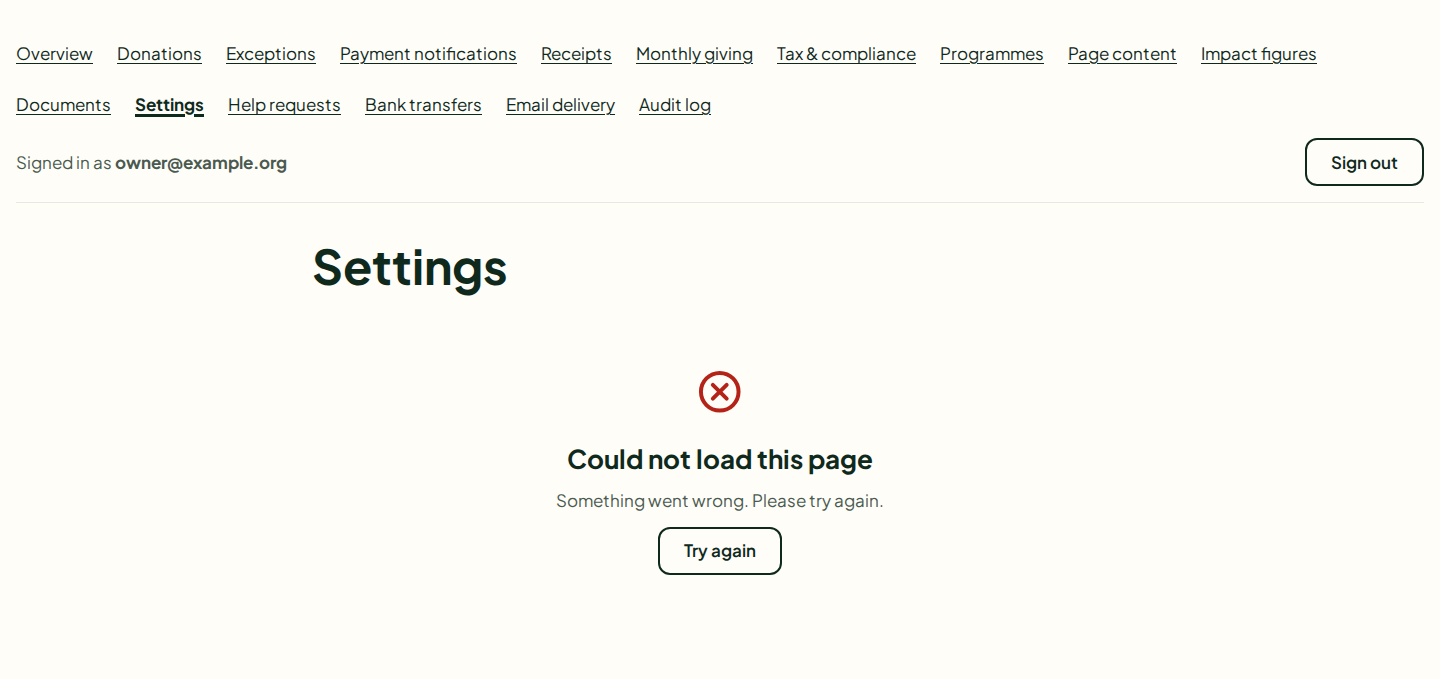 Overview Donations Exceptions Payment notifications Receipts Monthly giving Tax & compliance Programmes Page content Impact figures
Documents Settings Help requests Bank transfers Email delivery Audit log
Signed in as owner@example.org Sign out
Settings
Could not load this page
Something went wrong. Please try again.
Try again